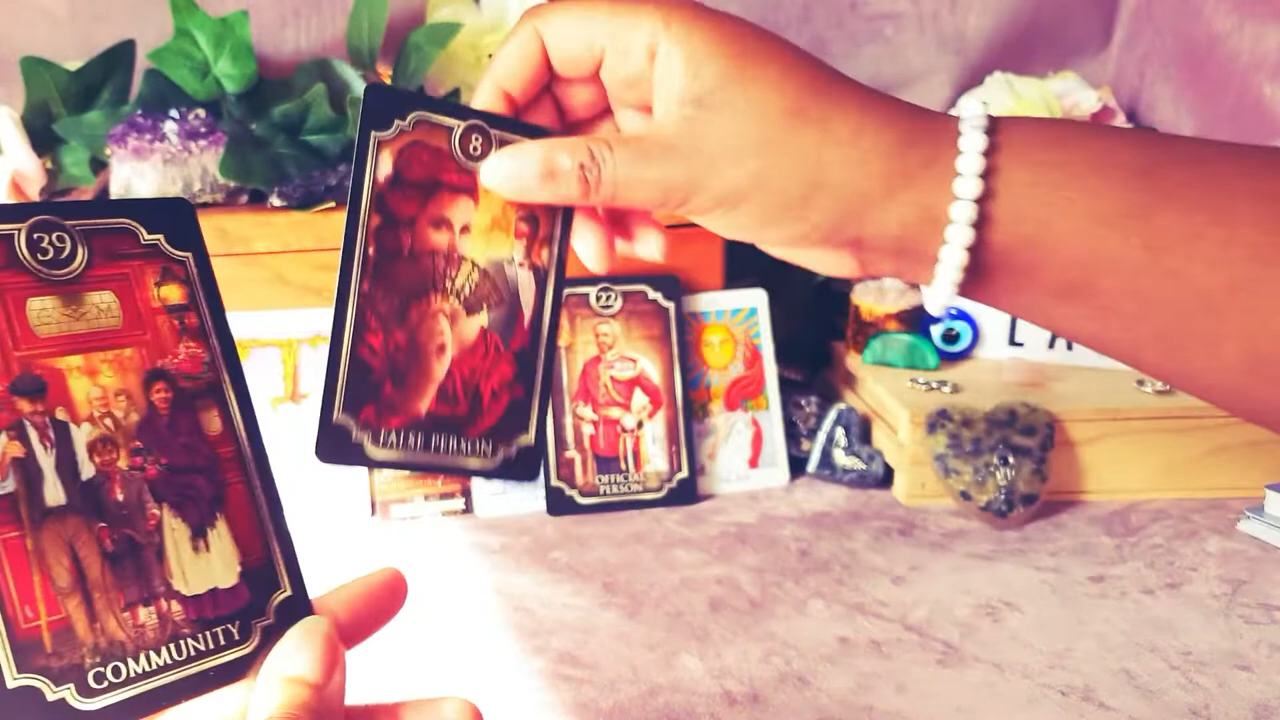 39
COMMUNITY
8
FALSE PERSON
22
OFFICIAL
PERSON
L A